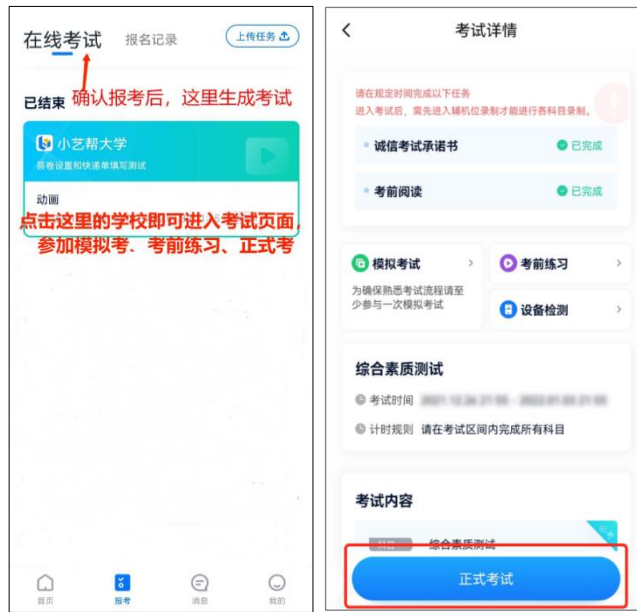 在线考试 报名记录 上传任务
已结束 确认报考后，这里生成考试
小艺帮大学
答卷设置和快递单填写测试
动画
点击这里的学校即可进入考试页面，
参加模拟考、考前练习、正式考
首页 报考 消息 我的
考试详情
请在规定时间完成以下任务
进入考试后，需先进入辅机位录制才能进行各科目录制。
诚信考试承诺书 已完成
考前阅读 已完成
模拟考试
为确保熟悉考试流程请至
少参与一次模拟考试
考前练习
设备检测
综合素质测试
考试时间
计时规则 请在考试区间内完成所有科目
考试内容
综合素质测试
正式考试